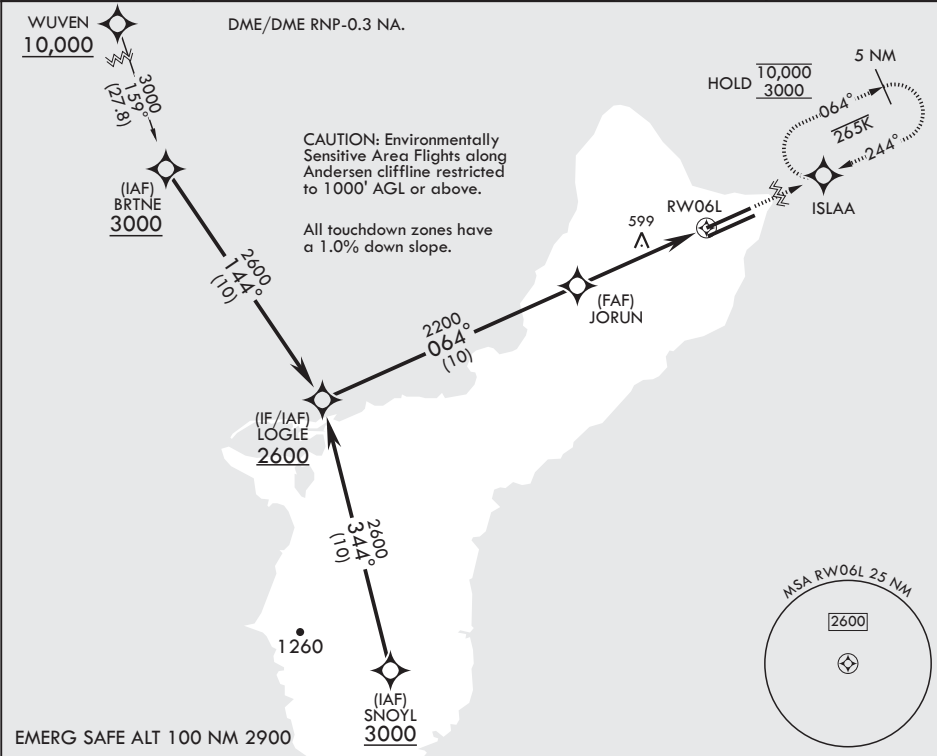 WUVEN
10,000
DME/DME RNP-0.3 NA.
3000
159°
(27.8)
(IAF)
BRTNE
3000
CAUTION: Environmentally
Sensitive Area Flights along
Andersen cliffline restricted
to 1000' AGL or above.
All touchdown zones have
a 1.0% down slope.
HOLD
10,000
3000
5 NM
064°
265K
244°
ISLAA
RW06L
599
2600
144°
(10)
(FAF)
JORUN
2200
064°
(10)
(IF/IAF)
LOGLE
2600
2600
344°
(10)
1260
(IAF)
SNOYL
3000
MSA RW06L 25 NM
2600
EMERG SAFE ALT 100 NM 2900